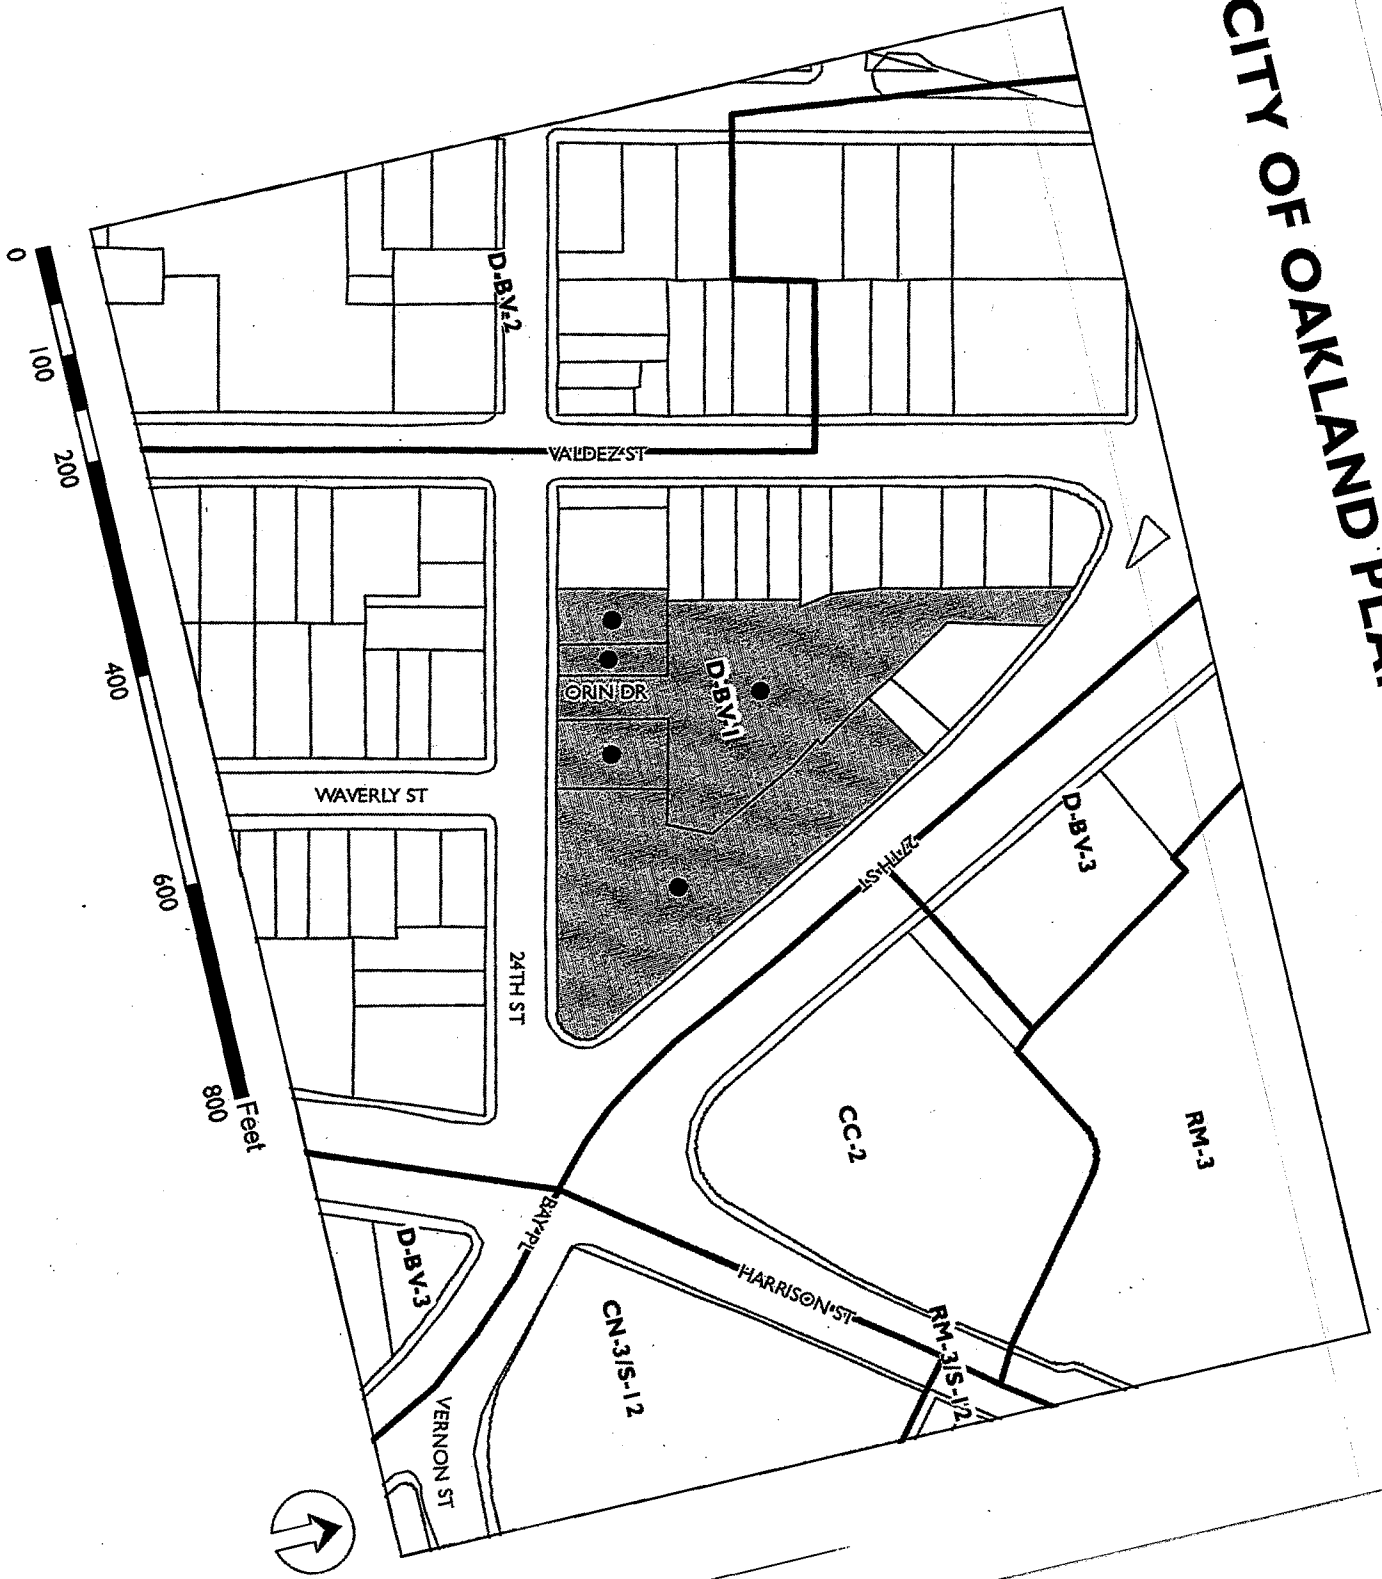 CITY OF OAKLAND PLA
D-BV-2
VALDEZ ST
ORIN DR
D-BV-1
WAVERLY ST
24TH ST
27TH ST
D-BV-3
RM-3
CC-2
BAY PL
HARRISON ST
RM-3/S-12
D-BV-3
CN-3/S-12
VERNON ST
0
100
200
400
600
800
Feet